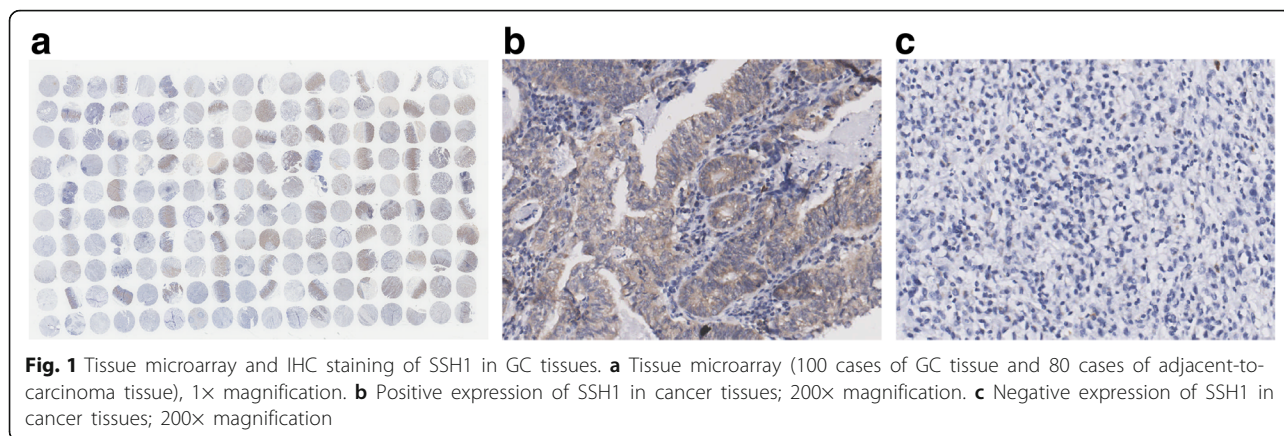 a
b
c
Fig. 1 Tissue microarray and IHC staining of SSH1 in GC tissues. a Tissue microarray (100 cases of GC tissue and 80 cases of adjacent-to-
carcinoma tissue), 1× magnification. b Positive expression of SSH1 in cancer tissues; 200× magnification. c Negative expression of SSH1 in
cancer tissues; 200× magnification